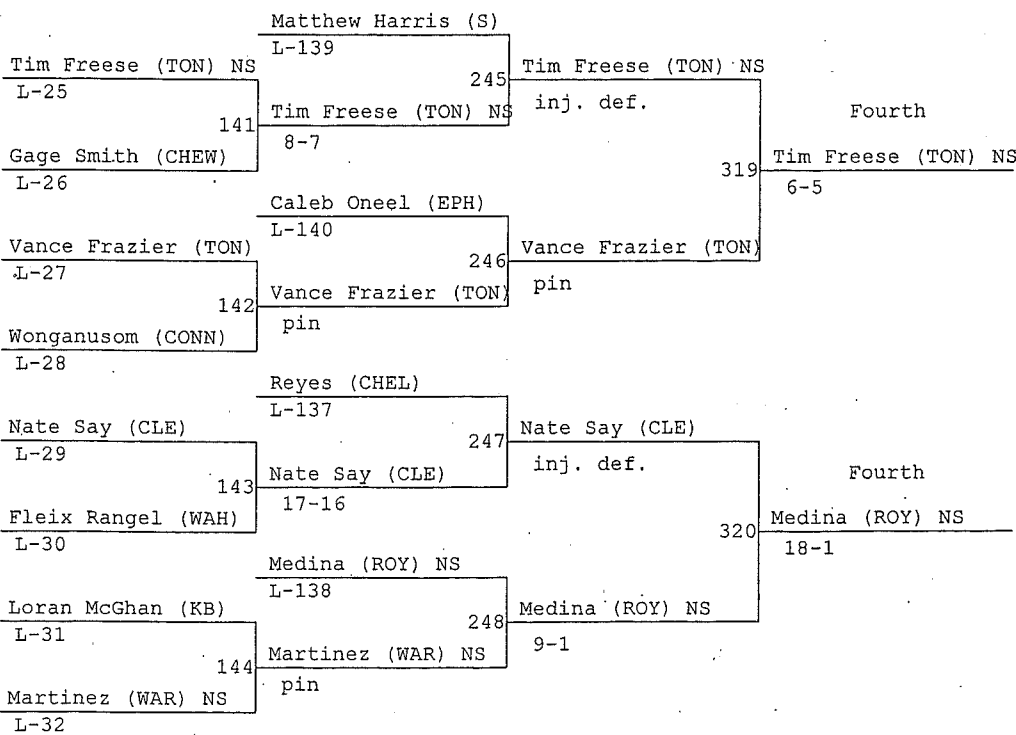 Matthew Harris (S)
L-139
Tim Freese (TON) NS
L-25
245
Tim Freese (TON) NS
inj. def.
141
Tim Freese (TON) NS
8-7
Fourth
Gage Smith (CHEW)
L-26
319
Tim Freese (TON) NS
6-5
Caleb Oneel (EPH)
L-140
Vance Frazier (TON)
L-27
246
Vance Frazier (TON)
pin
142
Vance Frazier (TON)
pin
Wonganusom (CONN)
L-28
Reyes (CHEL)
L-137
Nate Say (CLE)
L-29
247
Nate Say (CLE)
inj. def.
143
Nate Say (CLE)
17-16
Fourth
Fleix Rangel (WAH)
L-30
320
Medina (ROY) NS
18-1
Medina (ROY) NS
L-138
Loran McGhan (KB)
L-31
248
Medina (ROY) NS
9-1
144
Martinez (WAR) NS
pin
Martinez (WAR) NS
L-32